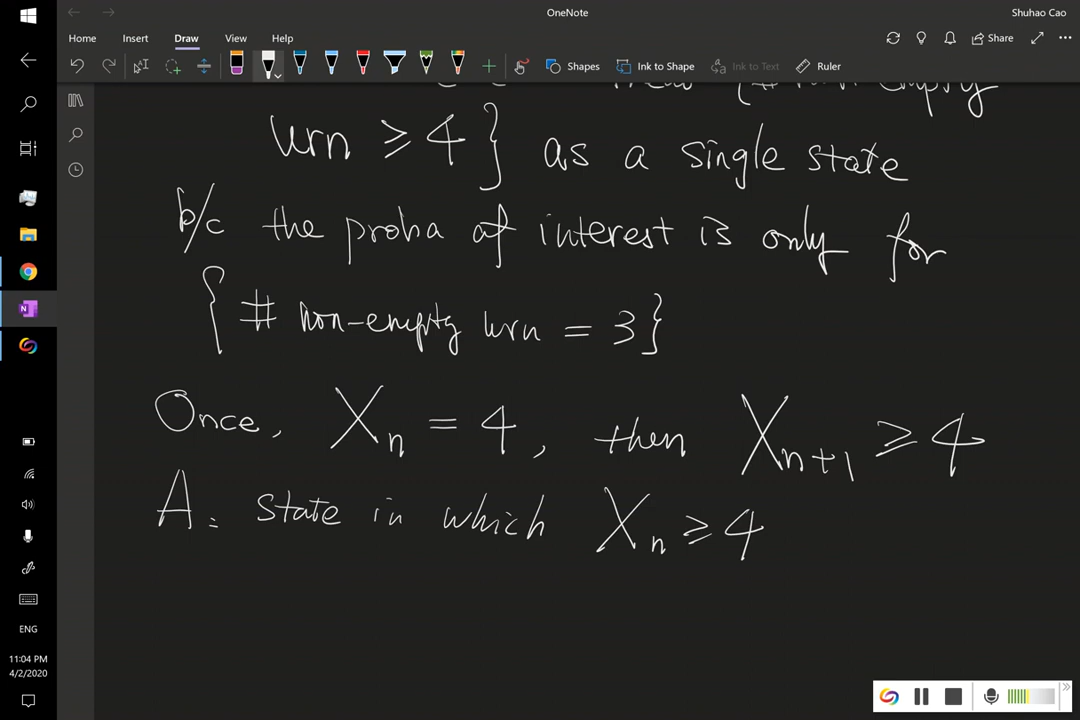 OneNote
Shuhao Cao
Home Insert Draw View Help
Share
Shapes Ink to Shape Ink to Text Ruler
urn ≥ 4} as a single state
b/c the proba of interest is only for
{# non-empty urn = 3}
Once, Xn = 4, then Xn+1 ≥ 4
A: state in which Xn ≥ 4
ENG
11:04 PM
4/2/2020